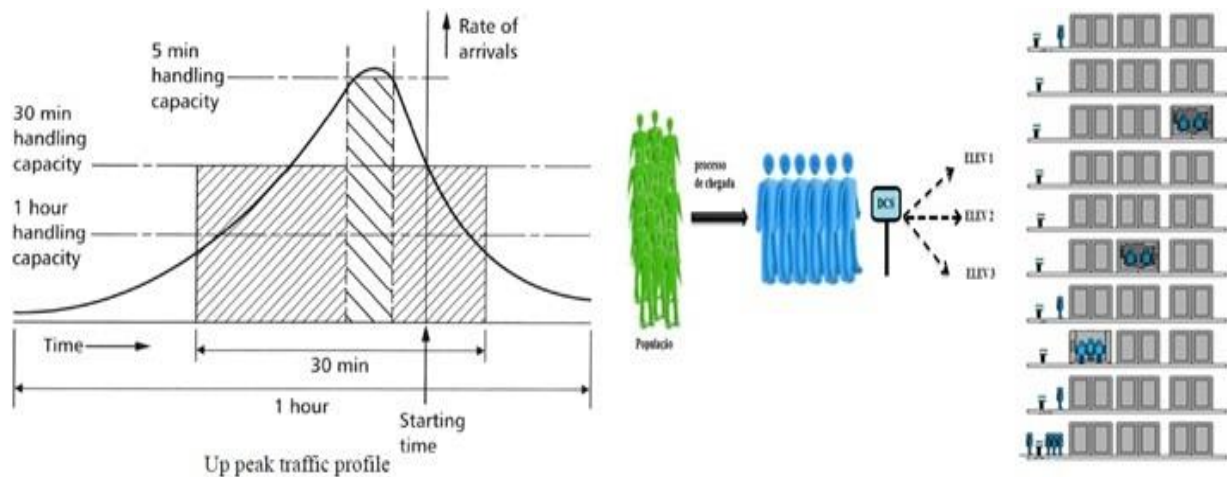 Rate of
arrivals
5 min
handling
capacity
30 min
handling
capacity
1 hour
handling
capacity
Time
30 min
1 hour
Starting
time
Up peak traffic profile
processo
de chegada
População
DCS
ELEV 1
ELEV 2
ELEV 3